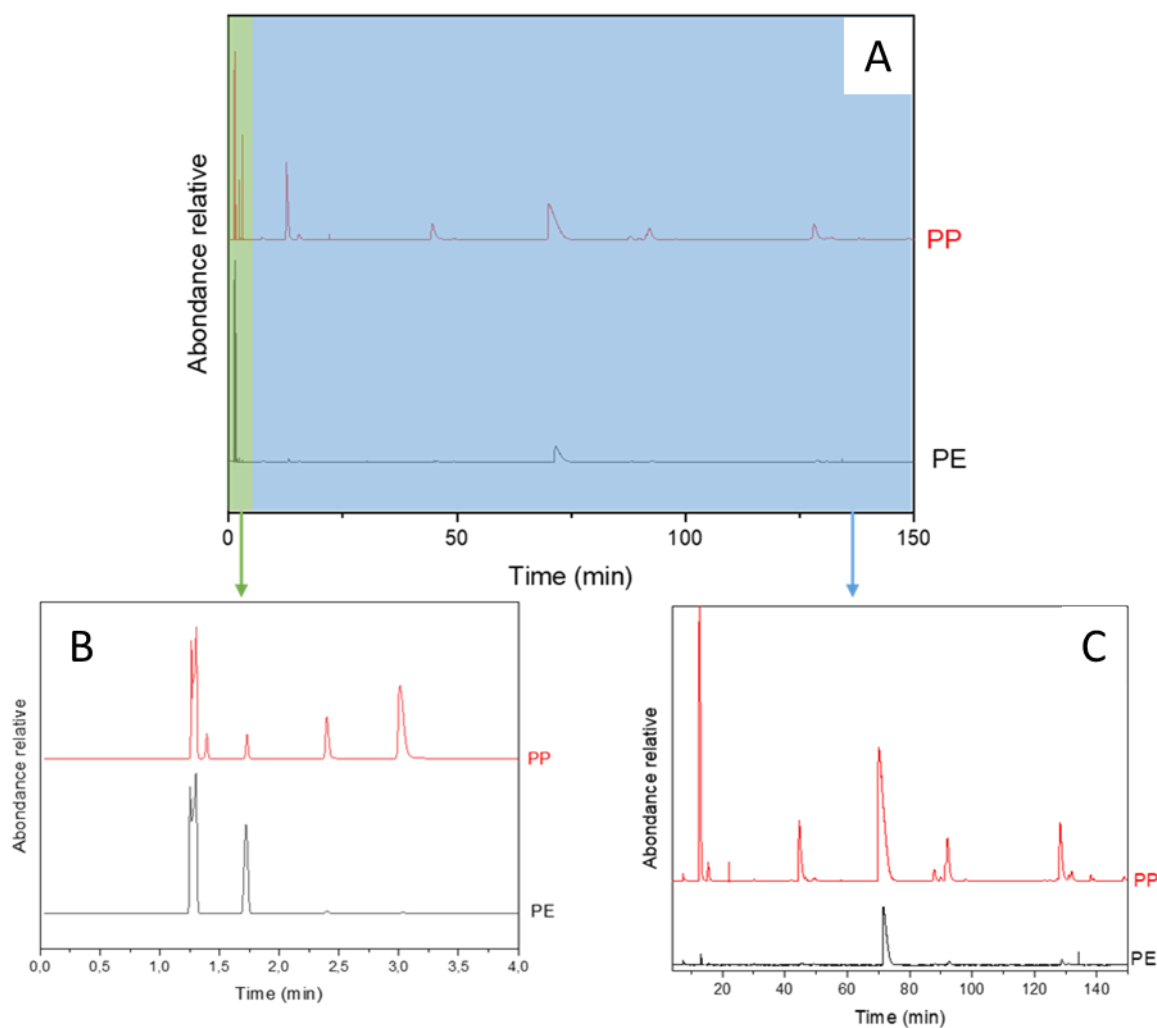 A
Abondance relative
PP
PE
0 50 100 150
Time (min)
B
Abondance relative
PP
PE
0,0 0,5 1,0 1,5 2,0 2,5 3,0 3,5 4,0
Time (min)
C
Abondance relative
PP
PE
20 40 60 80 100 120 140
Time (min)